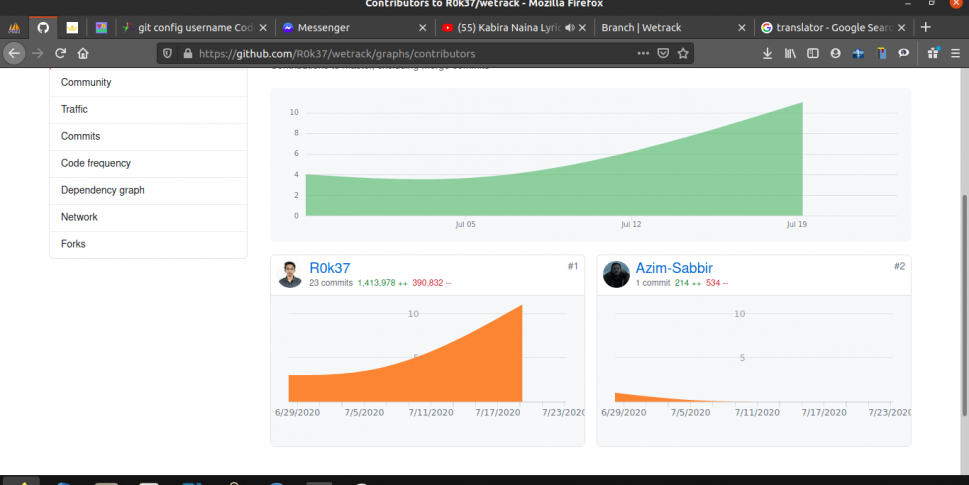 Contributors to R0k37/wetrack - Mozilla Firefox
git config username Cod
Messenger
(55) Kabira Naina Lyric
Branch | Wetrack
translator - Google Searc
https://github.com/R0k37/wetrack/graphs/contributors
Community
Traffic
Commits
Code frequency
Dependency graph
Network
Forks
10
8
6
4
2
0
Jul 05
Jul 12
Jul 19
R0k37
#1
23 commits 1,413,978 ++ 390,832 --
10
5
6/29/2020 7/5/2020 7/11/2020 7/17/2020 7/23/2020
Azim-Sabbir
#2
1 commit 214 ++ 534 --
10
5
6/29/2020 7/5/2020 7/11/2020 7/17/2020 7/23/2020